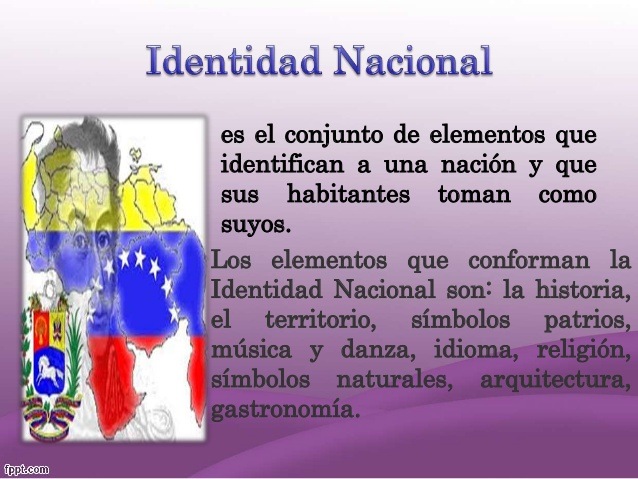 Identidad Nacional
es el conjunto de elementos que
identifican a una nación y que
sus habitantes toman como
suyos.
Los elementos que conforman la
Identidad Nacional son: la historia,
el territorio, símbolos patrios,
música y danza, idioma, religión,
símbolos naturales, arquitectura,
gastronomía.
fppt.com